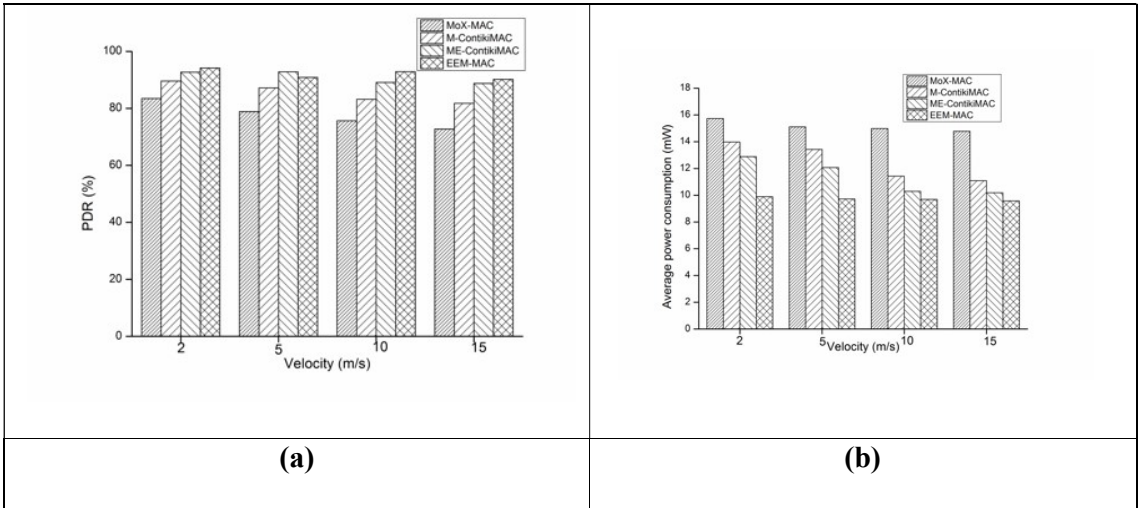 MoX-MAC
M-ContikiMAC
ME-ContikiMAC
EEM-MAC
100
80
60
40
20
0
PDR (%)
2 5 10 15
Velocity (m/s)
MoX-MAC
M-ContikiMAC
ME-ContikiMAC
EEM-MAC
18
16
14
12
10
8
6
4
2
0
Average power consumption (mW)
2 5 10 15
Velocity (m/s)
(a) (b)